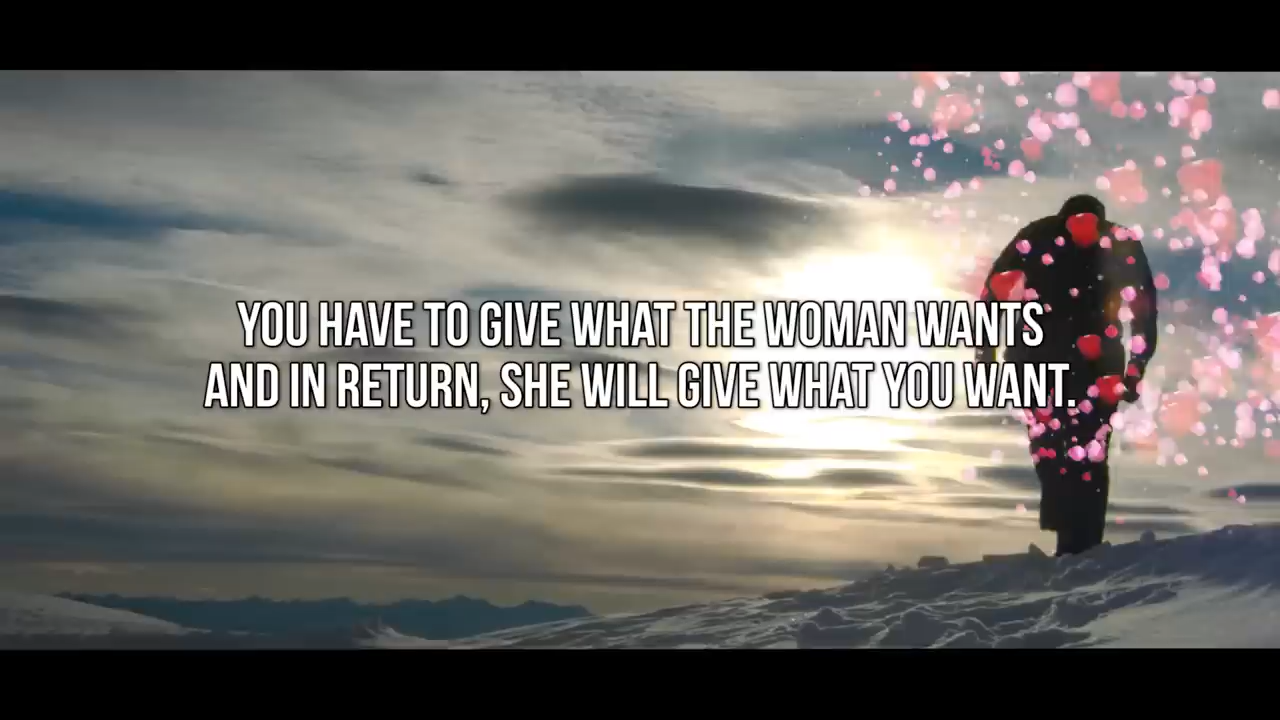 YOU HAVE TO GIVE WHAT THE WOMAN WANTS
AND IN RETURN, SHE WILL GIVE WHAT YOU WANT.